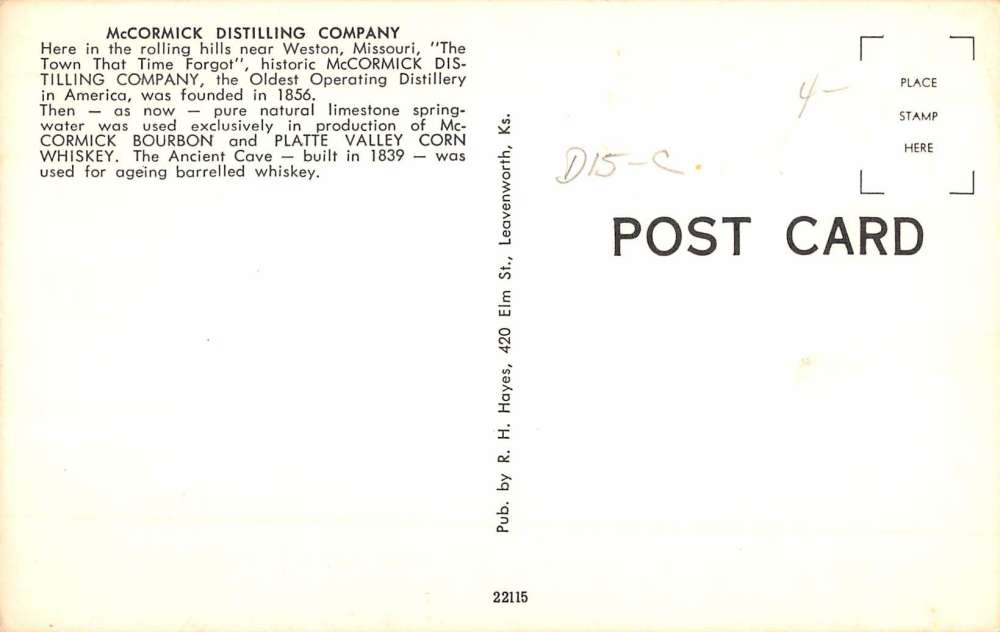 McCORMICK DISTILLING COMPANY
Here in the rolling hills near Weston, Missouri, "The
Town That Time Forgot", historic McCORMICK DIS-
TILLING COMPANY, the Oldest Operating Distillery
in America, was founded in 1856.
Then — as now — pure natural limestone spring-
water was used exclusively in production of Mc-
CORMICK BOURBON and PLATTE VALLEY CORN
WHISKEY. The Ancient Cave — built in 1839 — was
used for ageing barrelled whiskey.
Pub. by R. H. Hayes, 420 Elm St., Leavenworth, Ks.
22115
4-
D15-C.
PLACE
STAMP
HERE
POST CARD